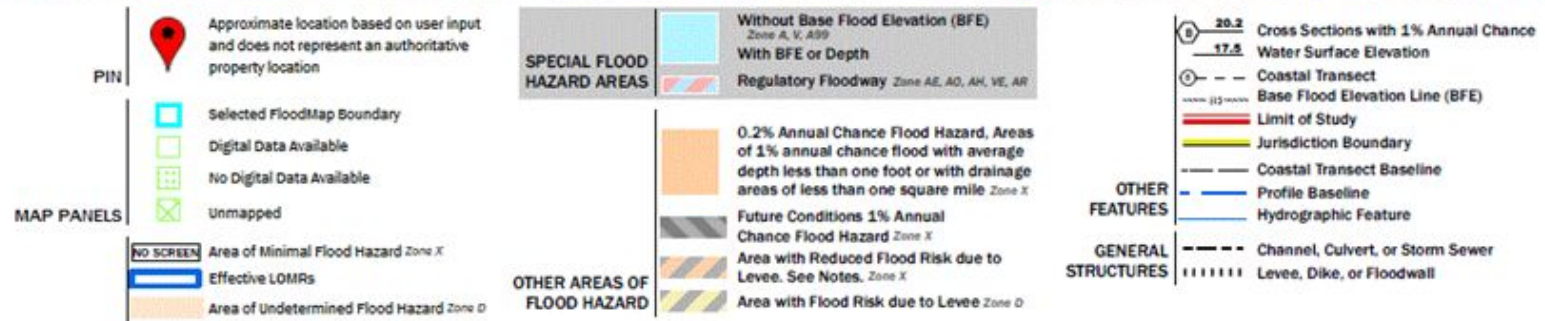 PIN
Approximate location based on user input
and does not represent an authoritative
property location
MAP PANELS
Selected FloodMap Boundary
Digital Data Available
No Digital Data Available
Unmapped
NO SCREEN Area of Minimal Flood Hazard Zone X
Effective LOMRs
Area of Undetermined Flood Hazard Zone D
SPECIAL FLOOD
HAZARD AREAS
Without Base Flood Elevation (BFE)
Zone A, V, A99
With BFE or Depth
Regulatory Floodway Zone AE, AO, AH, VE, AR
OTHER AREAS OF
FLOOD HAZARD
0.2% Annual Chance Flood Hazard, Areas
of 1% annual chance flood with average
depth less than one foot or with drainage
areas of less than one square mile Zone X
Future Conditions 1% Annual
Chance Flood Hazard Zone X
Area with Reduced Flood Risk due to
Levee. See Notes. Zone X
Area with Flood Risk due to Levee Zone D
OTHER
FEATURES
20.2 Cross Sections with 1% Annual Chance
17.5 Water Surface Elevation
Coastal Transect
Base Flood Elevation Line (BFE)
Limit of Study
Jurisdiction Boundary
Coastal Transect Baseline
Profile Baseline
Hydrographic Feature
GENERAL
STRUCTURES
Channel, Culvert, or Storm Sewer
Levee, Dike, or Floodwall